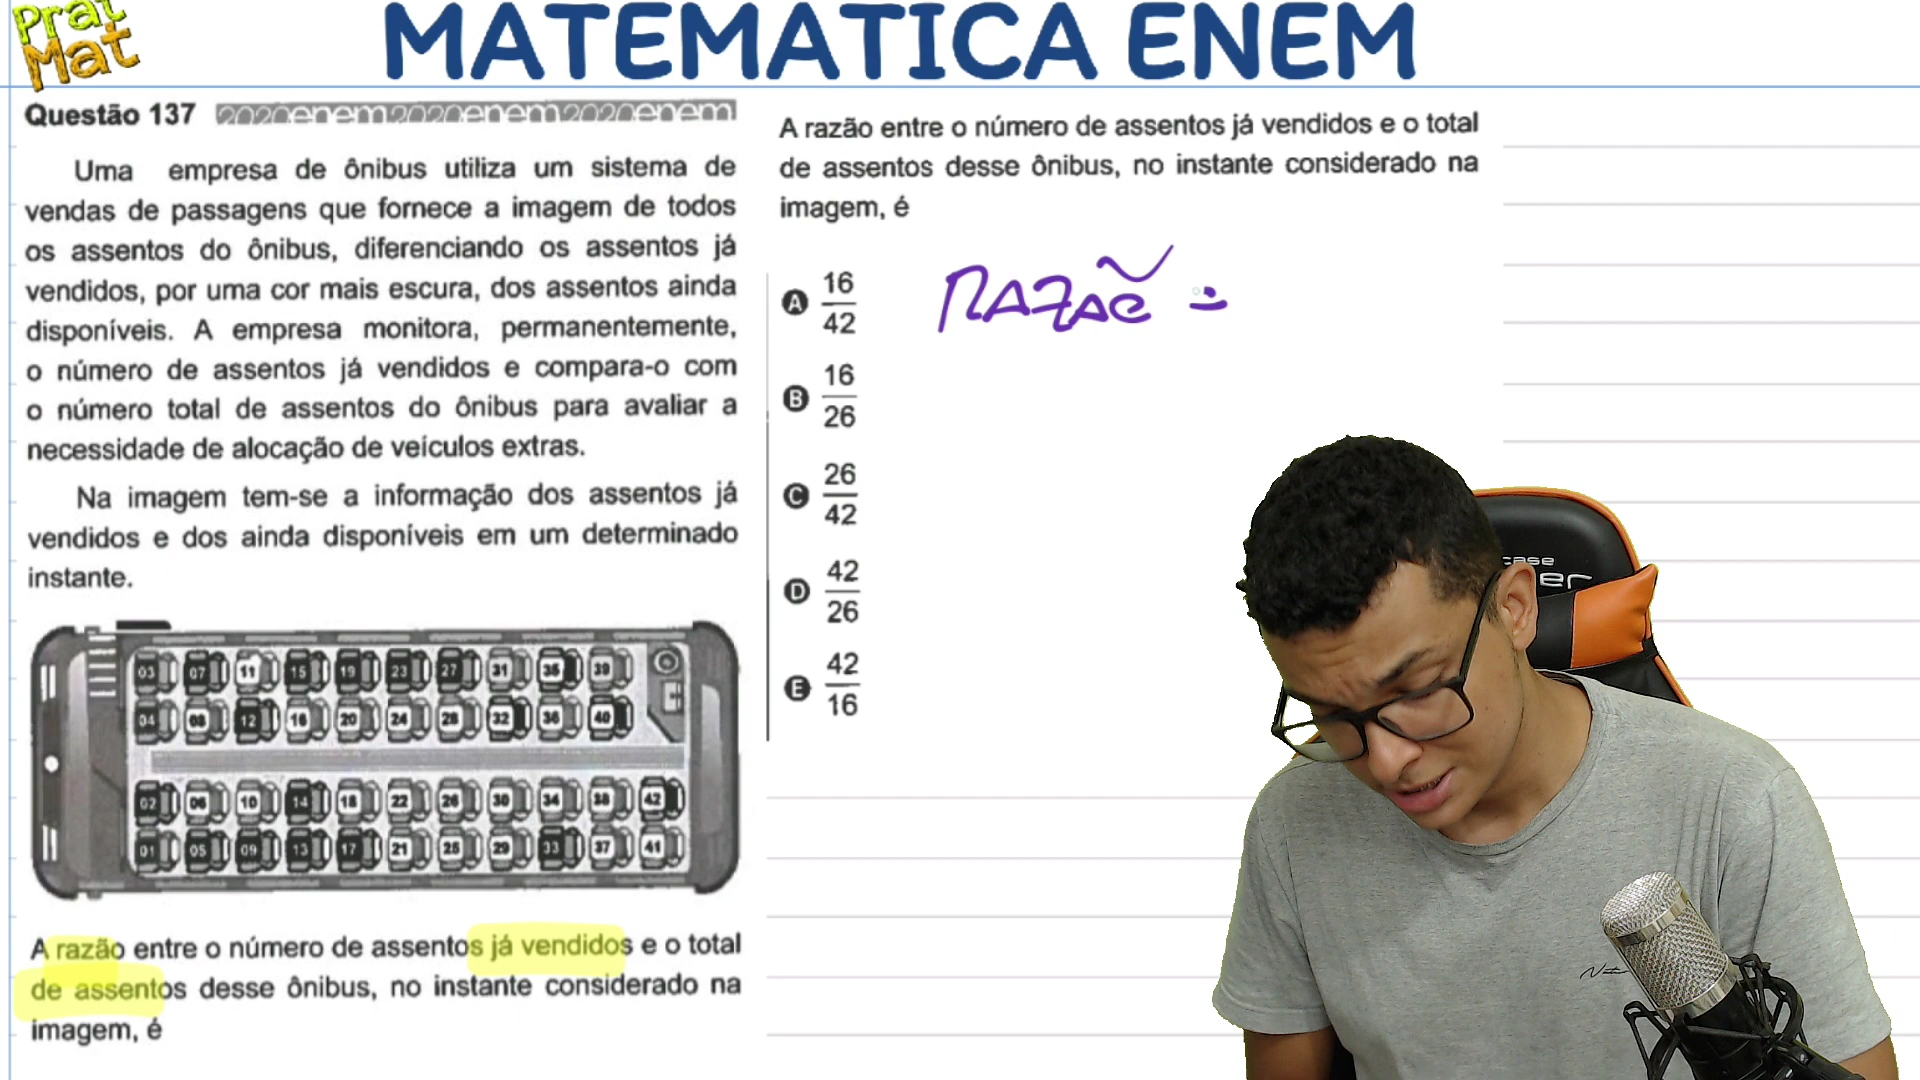 Prat
Mat
MATEMATICA ENEM
Questão 137 2020enem2020enem2020enem
Uma empresa de ônibus utiliza um sistema de
vendas de passagens que fornece a imagem de todos
os assentos do ônibus, diferenciando os assentos já
vendidos, por uma cor mais escura, dos assentos ainda
disponíveis. A empresa monitora, permanentemente,
o número de assentos já vendidos e compara-o com
o número total de assentos do ônibus para avaliar a
necessidade de alocação de veículos extras.
Na imagem tem-se a informação dos assentos já
vendidos e dos ainda disponíveis em um determinado
instante.
03 07 11 15 19 23 27 31 35 39
04 08 12 16 20 24 28 32 36 40
02 06 10 14 18 22 26 30 34 38 42
01 05 09 13 17 21 25 29 33 37 41
A razão entre o número de assentos já vendidos e o total
de assentos desse ônibus, no instante considerado na
imagem, é
A razão entre o número de assentos já vendidos e o total
de assentos desse ônibus, no instante considerado na
imagem, é
A 16/42
B 16/26
C 26/42
D 42/26
E 42/16
RAZÃO =
case